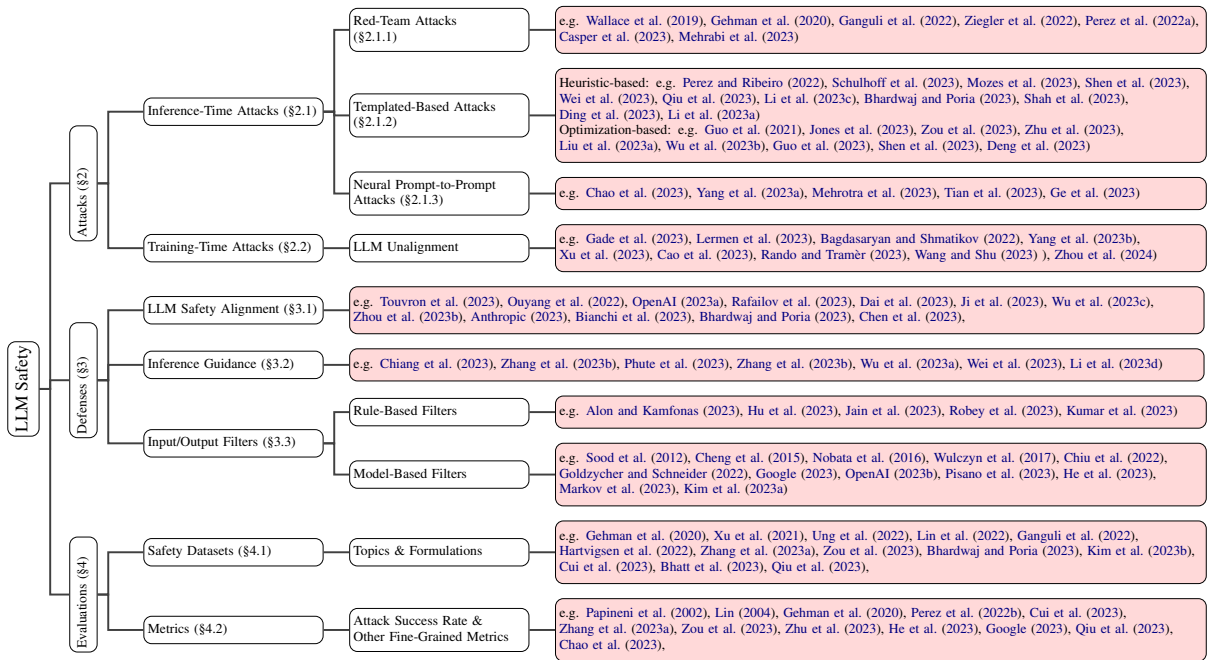 LLM Safety
Attacks (§2)
Inference-Time Attacks (§2.1)
Red-Team Attacks
(§2.1.1)
e.g. Wallace et al. (2019), Gehman et al. (2020), Ganguli et al. (2022), Ziegler et al. (2022), Perez et al. (2022a),
Casper et al. (2023), Mehrabi et al. (2023)
Templated-Based Attacks
(§2.1.2)
Heuristic-based: e.g. Perez and Ribeiro (2022), Schulhoff et al. (2023), Mozes et al. (2023), Shen et al. (2023),
Wei et al. (2023), Qiu et al. (2023), Li et al. (2023c), Bhardwaj and Poria (2023), Shah et al. (2023),
Ding et al. (2023), Li et al. (2023a)
Optimization-based: e.g. Guo et al. (2021), Jones et al. (2023), Zou et al. (2023), Zhu et al. (2023),
Liu et al. (2023a), Wu et al. (2023b), Guo et al. (2023), Shen et al. (2023), Deng et al. (2023)
Neural Prompt-to-Prompt
Attacks (§2.1.3)
e.g. Chao et al. (2023), Yang et al. (2023a), Mehrotra et al. (2023), Tian et al. (2023), Ge et al. (2023)
Training-Time Attacks (§2.2)
LLM Unalignment
e.g. Gade et al. (2023), Lermen et al. (2023), Bagdasaryan and Shmatikov (2022), Yang et al. (2023b),
Xu et al. (2023), Cao et al. (2023), Rando and Tramèr (2023), Wang and Shu (2023) ), Zhou et al. (2024)
Defenses (§3)
LLM Safety Alignment (§3.1)
e.g. Touvron et al. (2023), Ouyang et al. (2022), OpenAI (2023a), Rafailov et al. (2023), Dai et al. (2023), Ji et al. (2023), Wu et al. (2023c),
Zhou et al. (2023b), Anthropic (2023), Bianchi et al. (2023), Bhardwaj and Poria (2023), Chen et al. (2023),
Inference Guidance (§3.2)
e.g. Chiang et al. (2023), Zhang et al. (2023b), Phute et al. (2023), Zhang et al. (2023b), Wu et al. (2023a), Wei et al. (2023), Li et al. (2023d)
Input/Output Filters (§3.3)
Rule-Based Filters
e.g. Alon and Kamfonas (2023), Hu et al. (2023), Jain et al. (2023), Robey et al. (2023), Kumar et al. (2023)
Model-Based Filters
e.g. Sood et al. (2012), Cheng et al. (2015), Nobata et al. (2016), Wulczyn et al. (2017), Chiu et al. (2022),
Goldzycher and Schneider (2022), Google (2023), OpenAI (2023b), Pisano et al. (2023), He et al. (2023),
Markov et al. (2023), Kim et al. (2023a)
Evaluations (§4)
Safety Datasets (§4.1)
Topics & Formulations
e.g. Gehman et al. (2020), Xu et al. (2021), Ung et al. (2022), Lin et al. (2022), Ganguli et al. (2022),
Hartvigsen et al. (2022), Zhang et al. (2023a), Zou et al. (2023), Bhardwaj and Poria (2023), Kim et al. (2023b),
Cui et al. (2023), Bhatt et al. (2023), Qiu et al. (2023),
Metrics (§4.2)
Attack Success Rate &
Other Fine-Grained Metrics
e.g. Papineni et al. (2002), Lin (2004), Gehman et al. (2020), Perez et al. (2022b), Cui et al. (2023),
Zhang et al. (2023a), Zou et al. (2023), Zhu et al. (2023), He et al. (2023), Google (2023), Qiu et al. (2023),
Chao et al. (2023),